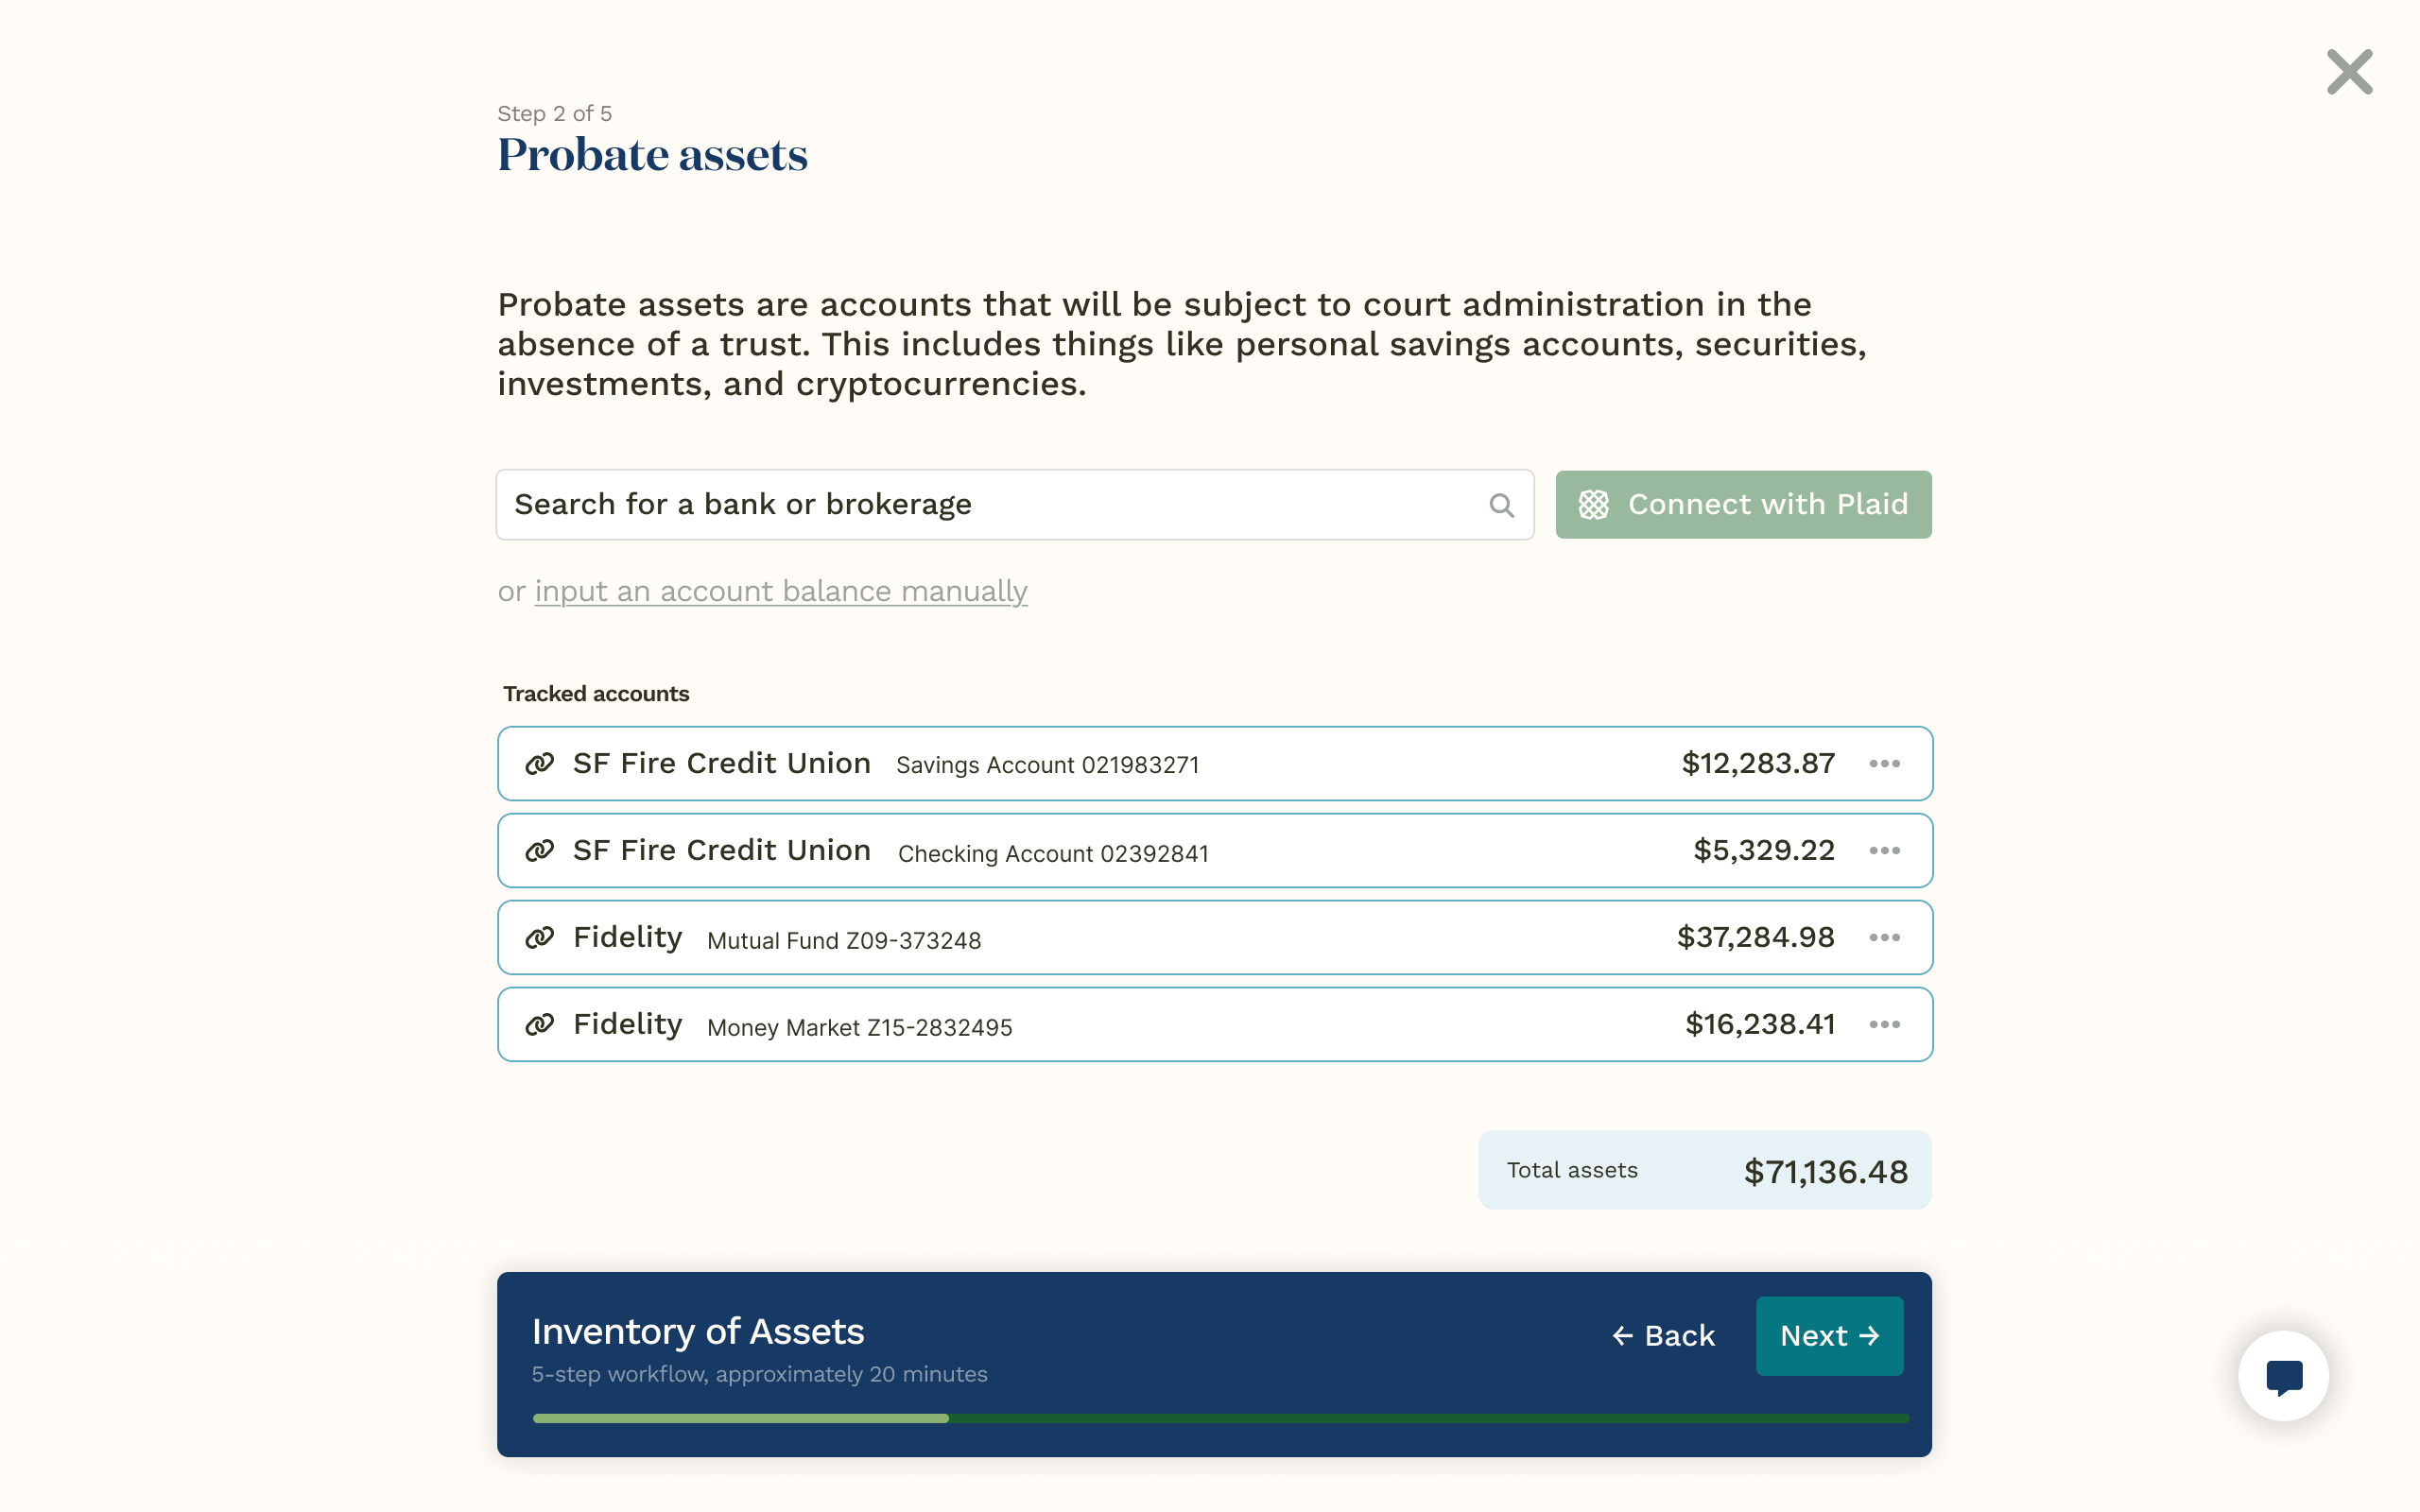 Step 2 of 5
Probate assets
Probate assets are accounts that will be subject to court administration in the
absence of a trust. This includes things like personal savings accounts, securities,
investments, and cryptocurrencies.
Search for a bank or brokerage
Connect with Plaid
or input an account balance manually
Tracked accounts
SF Fire Credit Union Savings Account 021983271 $12,283.87
SF Fire Credit Union Checking Account 02392841 $5,329.22
Fidelity Mutual Fund Z09-373248 $37,284.98
Fidelity Money Market Z15-2832495 $16,238.41
Total assets $71,136.48
Inventory of Assets
← Back
Next →
5-step workflow, approximately 20 minutes